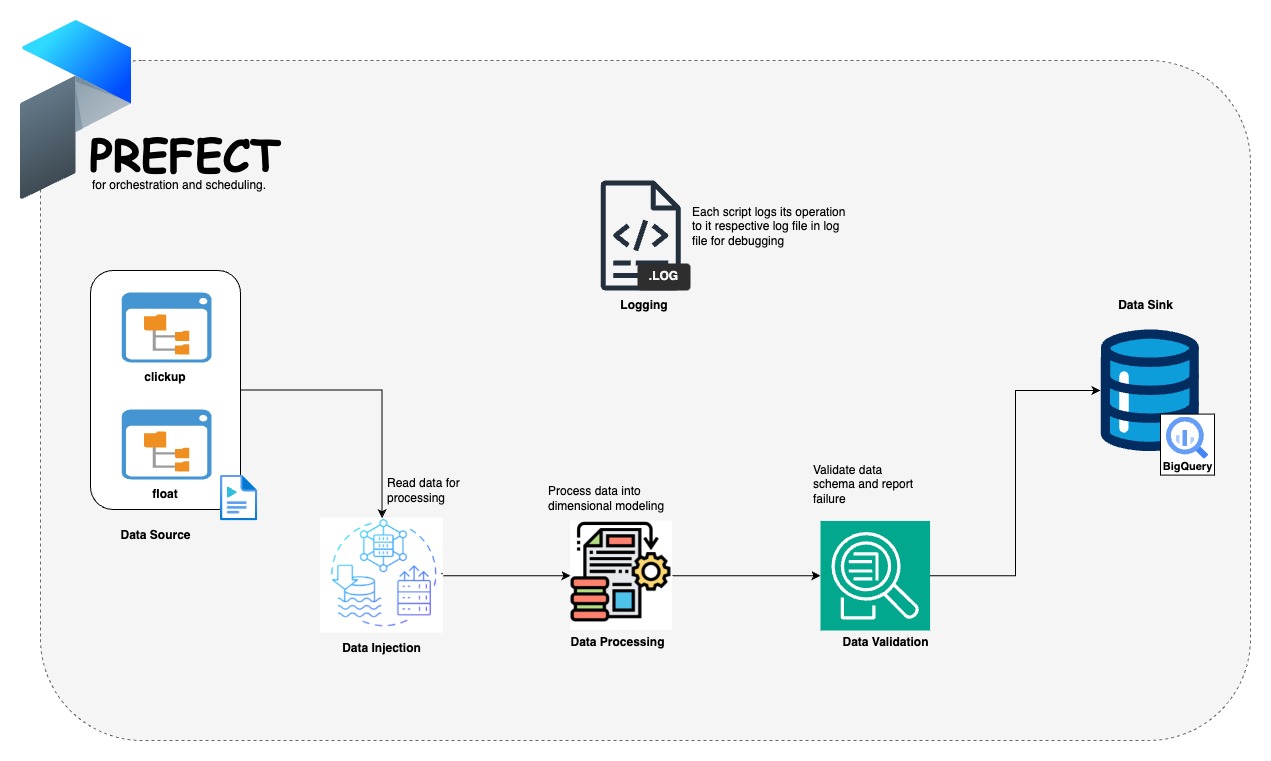 PREFECT
for orchestration and scheduling.
Each script logs its operation
to it respective log file in log
file for debugging
.LOG
Logging
clickup
float
Data Source
Read data for
processing
Data Injection
Process data into
dimensional modeling
Data Processing
Validate data
schema and report
failure
Data Validation
Data Sink
BigQuery